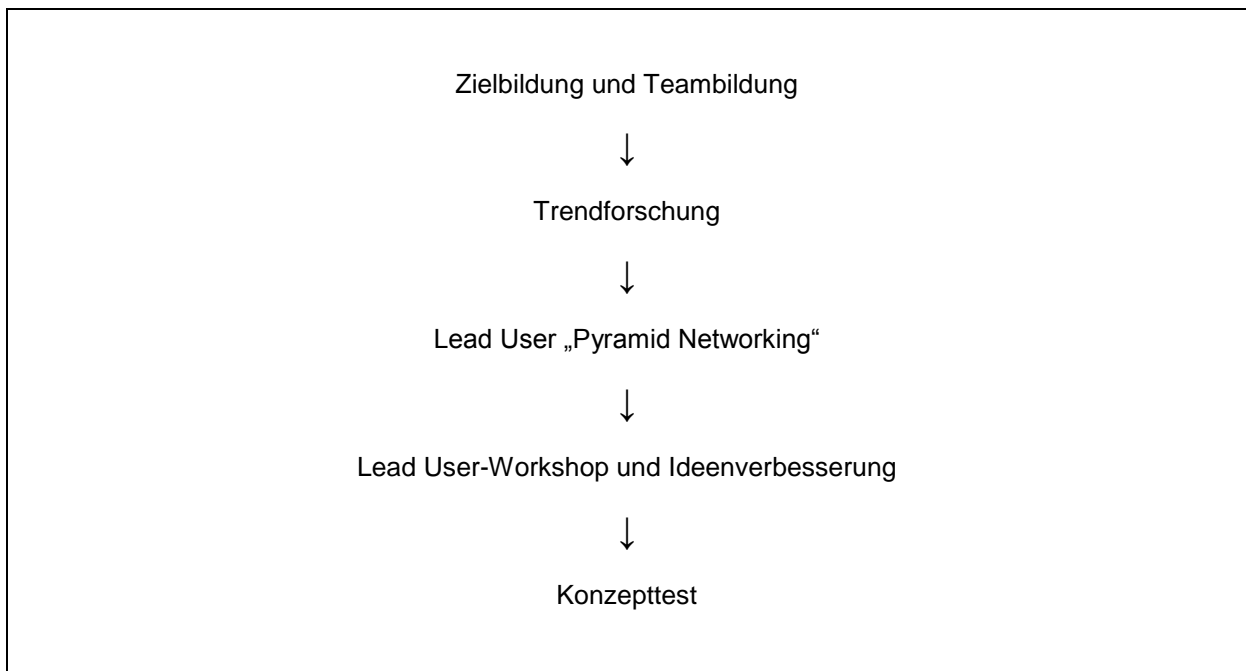 Zielbildung und Teambildung
↓
Trendforschung
↓
Lead User „Pyramid Networking“
↓
Lead User-Workshop und Ideenverbesserung
↓
Konzepttest